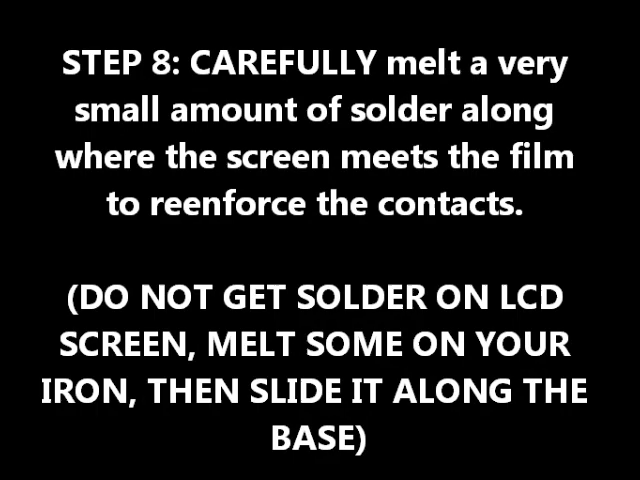 STEP 8: CAREFULLY melt a very
small amount of solder along
where the screen meets the film
to reenforce the contacts.
(DO NOT GET SOLDER ON LCD
SCREEN, MELT SOME ON YOUR
IRON, THEN SLIDE IT ALONG THE
BASE)